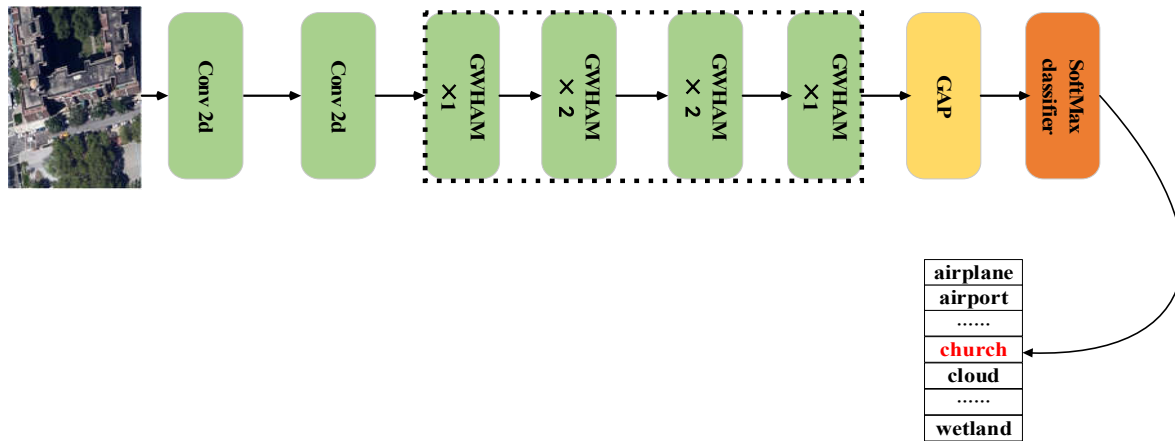 Conv 2d
Conv 2d
GWHAM
×1
GWHAM
× 2
GWHAM
× 2
GWHAM
×1
GAP
SoftMax
classifier
airplane
airport
......
church
cloud
......
wetland